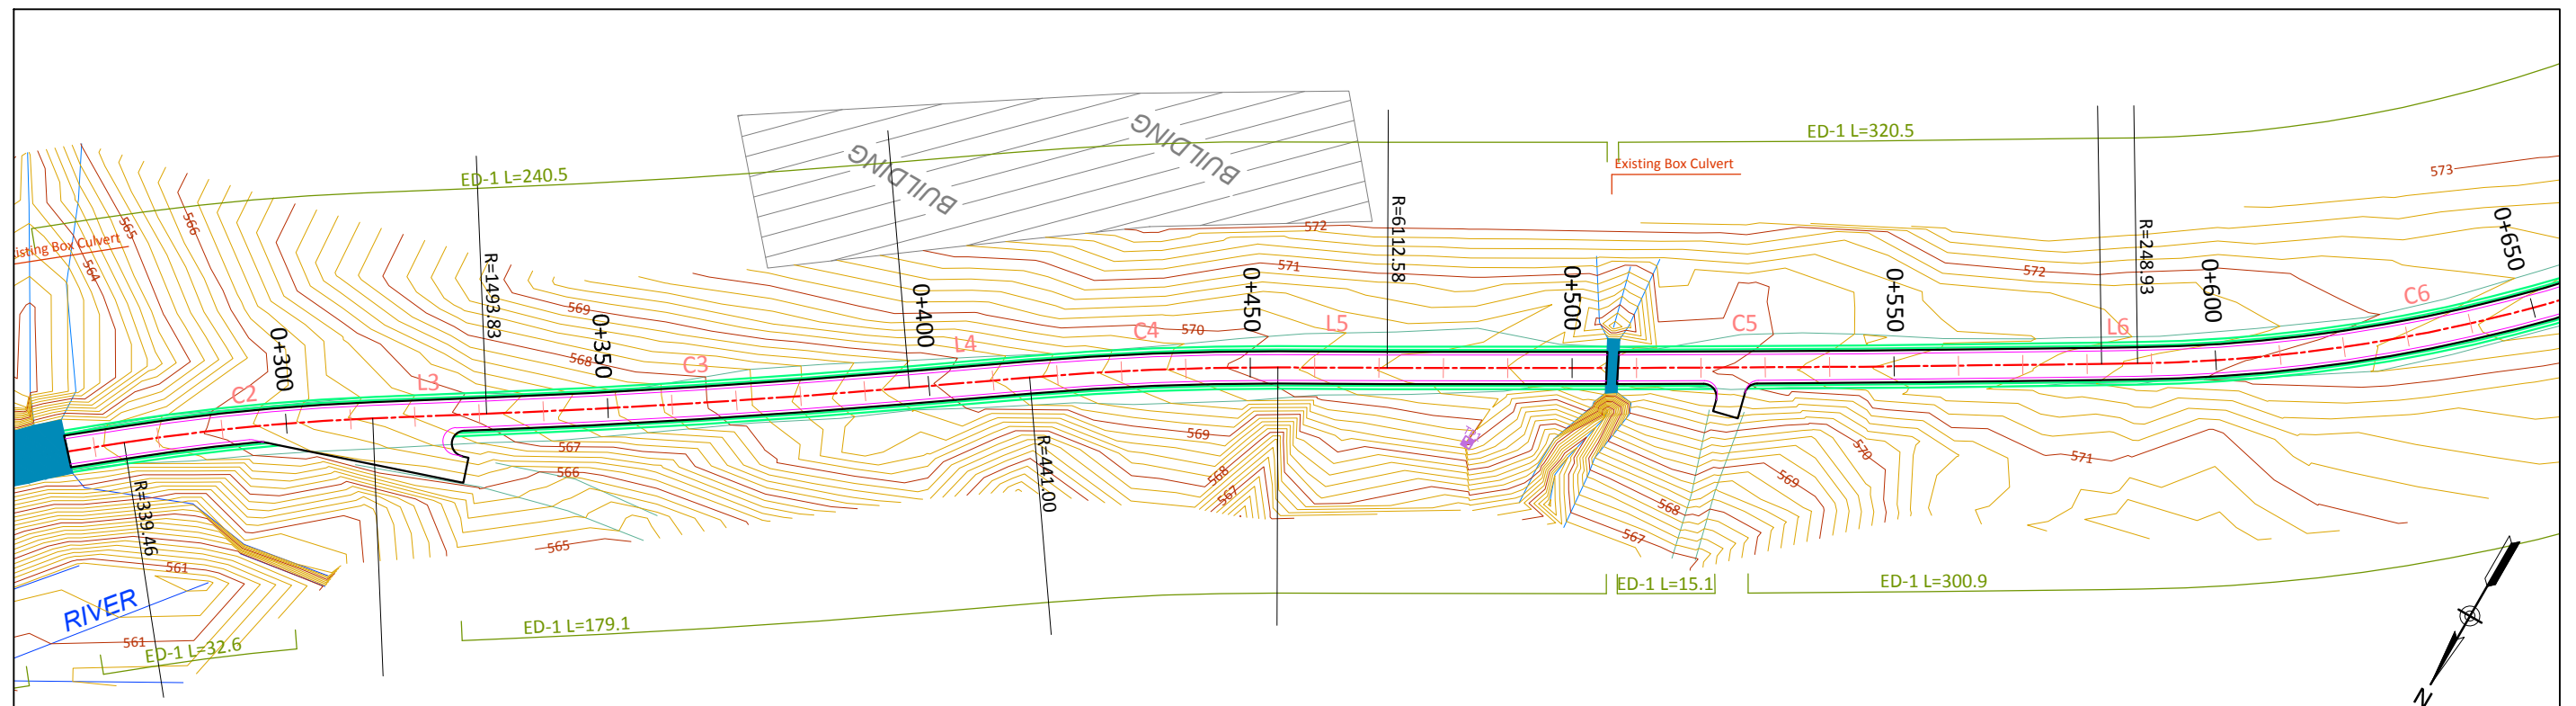 ED-1 L=320.5
Existing Box Culvert
573
ED-1 L=240.5
BUILDING
BUILDING
566
565
isting Box Culvert
564
572
571
572
R=1493.83
R=6112.58
R=248.93
0+650
569
570
568
0+300
0+350
0+400
0+450
0+500
0+550
0+600
C2
L3
C3
L4
C4
L5
C5
L6
C6
567
566
565
569
568
567
570
569
568
567
571
R=339.46
R=441.00
561
RIVER
561
ED-1 L=32.6
ED-1 L=179.1
ED-1 L=15.1
ED-1 L=300.9
N